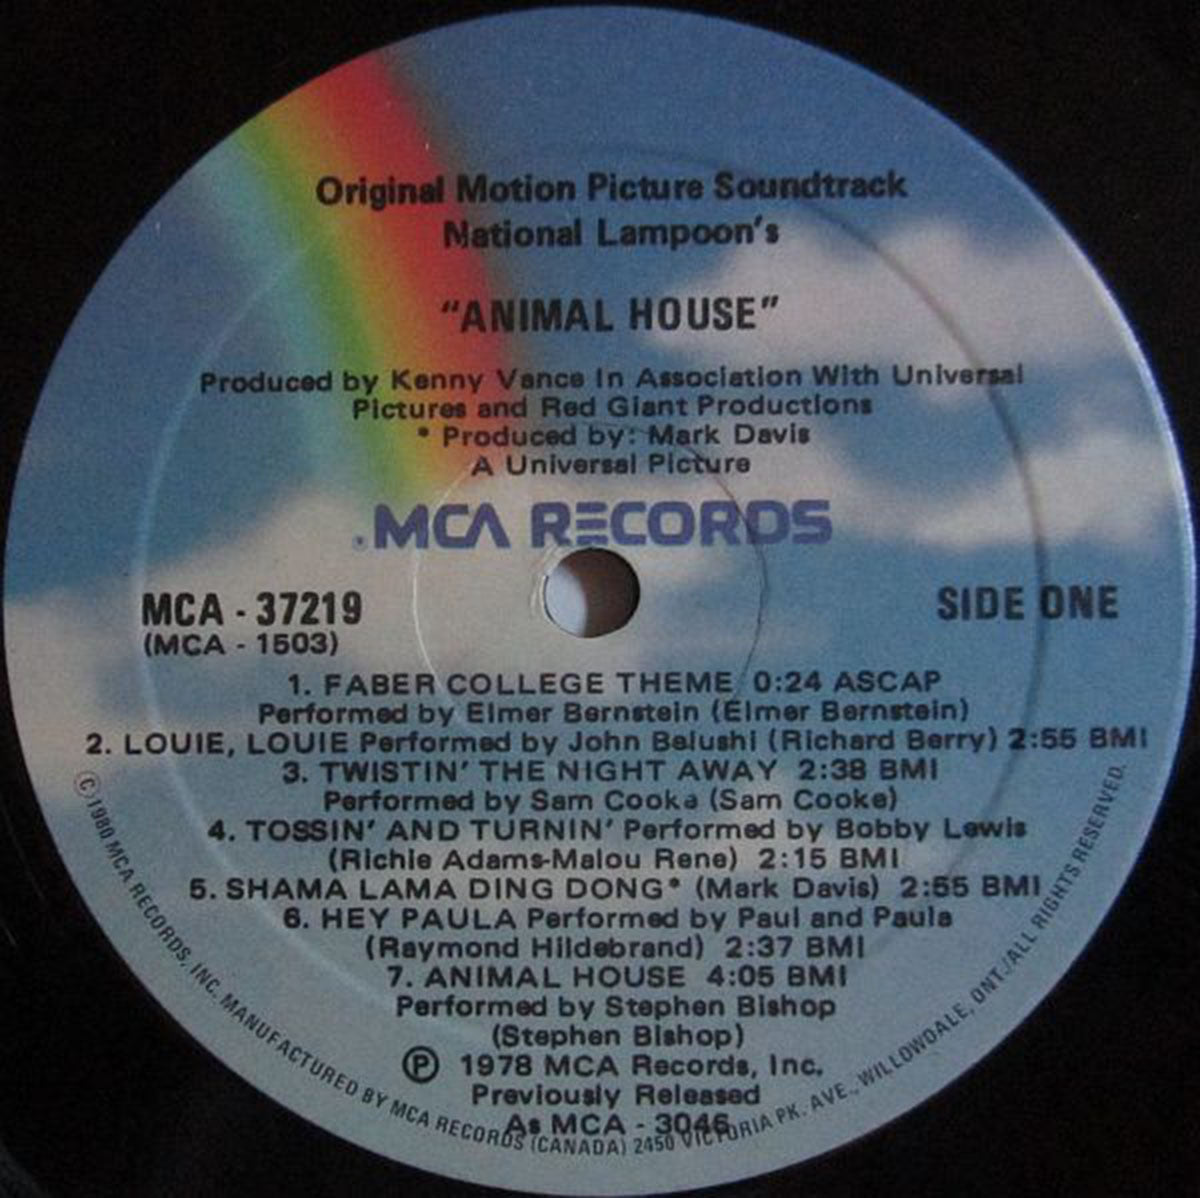 Original Motion Picture Soundtrack
National Lampoon's
"ANIMAL HOUSE"
Produced by Kenny Vance In Association With Universal
Pictures and Red Giant Productions
* Produced by: Mark Davis
A Universal Picture
®MCA RECORDS
MCA - 37219
(MCA - 1503)
SIDE ONE
1. FABER COLLEGE THEME 0:24 ASCAP
Performed by Elmer Bernstein (Elmer Bernstein)
2. LOUIE, LOUIE Performed by John Belushi (Richard Berry) 2:55 BMI
3. TWISTIN' THE NIGHT AWAY 2:38 BMI
Performed by Sam Cooke (Sam Cooke)
4. TOSSIN' AND TURNIN' Performed by Bobby Lewis
(Richie Adams-Malou Rene) 2:15 BMI
5. SHAMA LAMA DING DONG* (Mark Davis) 2:55 BMI
6. HEY PAULA Performed by Paul and Paula
(Raymond Hildebrand) 2:37 BMI
7. ANIMAL HOUSE 4:05 BMI
Performed by Stephen Bishop
(Stephen Bishop)
Ⓟ 1978 MCA Records, Inc.
Previously Released
As MCA - 3046
©1980 MCA RECORDS, INC. MANUFACTURED BY MCA RECORDS (CANADA) 2450 VICTORIA PK. AVE., WILLOWDALE, ONT./ALL RIGHTS RESERVED.